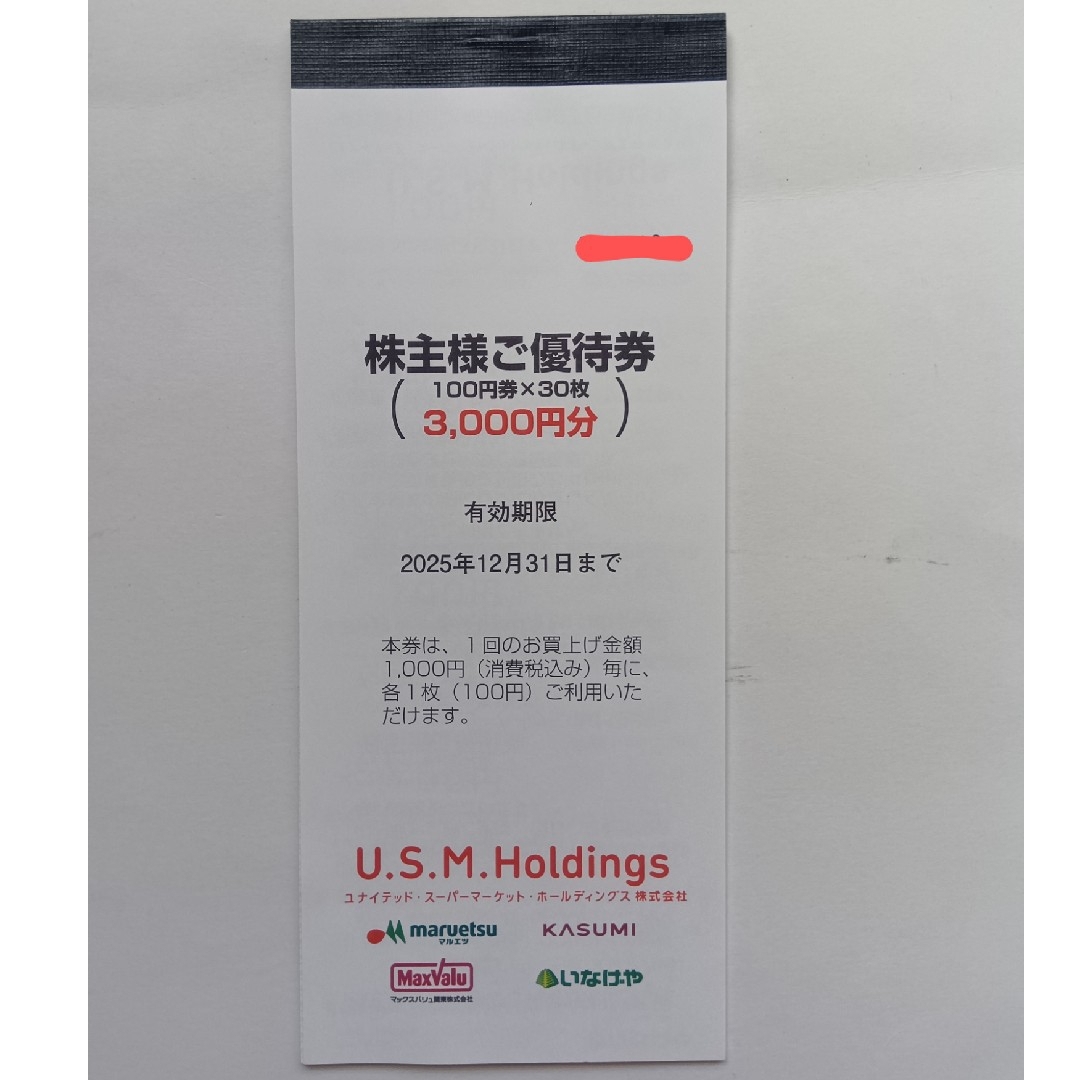 株主様ご優待券
(100円券×30枚
3,000円分)
有効期限
2025年12月31日まで
本券は、1回のお買上げ金額
1,000円(消費税込み)毎に、
各1枚(100円)ご利用いた
だけます。
U.S.M.Holdings
ユナイテッド・スーパーマーケット・ホールディングス 株式会社
maruetsu
マルエツ
KASUMI
MaxValu
マックスバリュ関東株式会社
いなげや